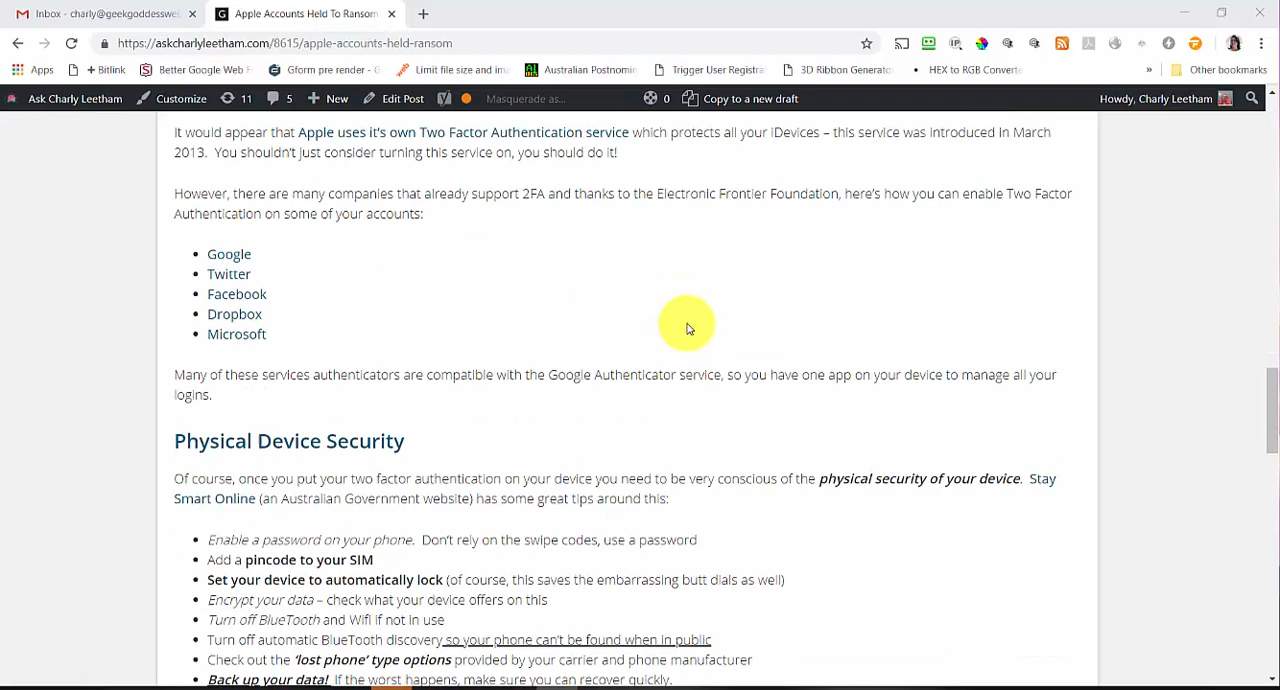 Inbox - charly@geekgoddesswe
Apple Accounts Held To Ransom
https://askcharlyleetham.com/8615/apple-accounts-held-ransom
Apps
+ Bitlink
Better Google Web F
Gform pre render - G
Limit file size and ima
Australian Postnomin
Trigger User Registra
3D Ribbon Generato
HEX to RGB Converte
»
Other bookmarks
Ask Charly Leetham
Customize
11
5
New
Edit Post
Masquerade as...
0
Copy to a new draft
Howdy, Charly Leetham
It would appear that Apple uses it's own Two Factor Authentication service which protects all your iDevices – this service was introduced in March
2013. You shouldn't just consider turning this service on, you should do it!
However, there are many companies that already support 2FA and thanks to the Electronic Frontier Foundation, here's how you can enable Two Factor
Authentication on some of your accounts:
• Google
• Twitter
• Facebook
• Dropbox
• Microsoft
Many of these services authenticators are compatible with the Google Authenticator service, so you have one app on your device to manage all your
logins.
Physical Device Security
Of course, once you put your two factor authentication on your device you need to be very conscious of the physical security of your device. Stay
Smart Online (an Australian Government website) has some great tips around this:
• Enable a password on your phone. Don't rely on the swipe codes, use a password
• Add a pincode to your SIM
• Set your device to automatically lock (of course, this saves the embarrassing butt dials as well)
• Encrypt your data – check what your device offers on this
• Turn off BlueTooth and Wifi if not in use
• Turn off automatic BlueTooth discovery so your phone can't be found when in public
• Check out the 'lost phone' type options provided by your carrier and phone manufacturer
• Back up your data! If the worst happens, make sure you can recover quickly.